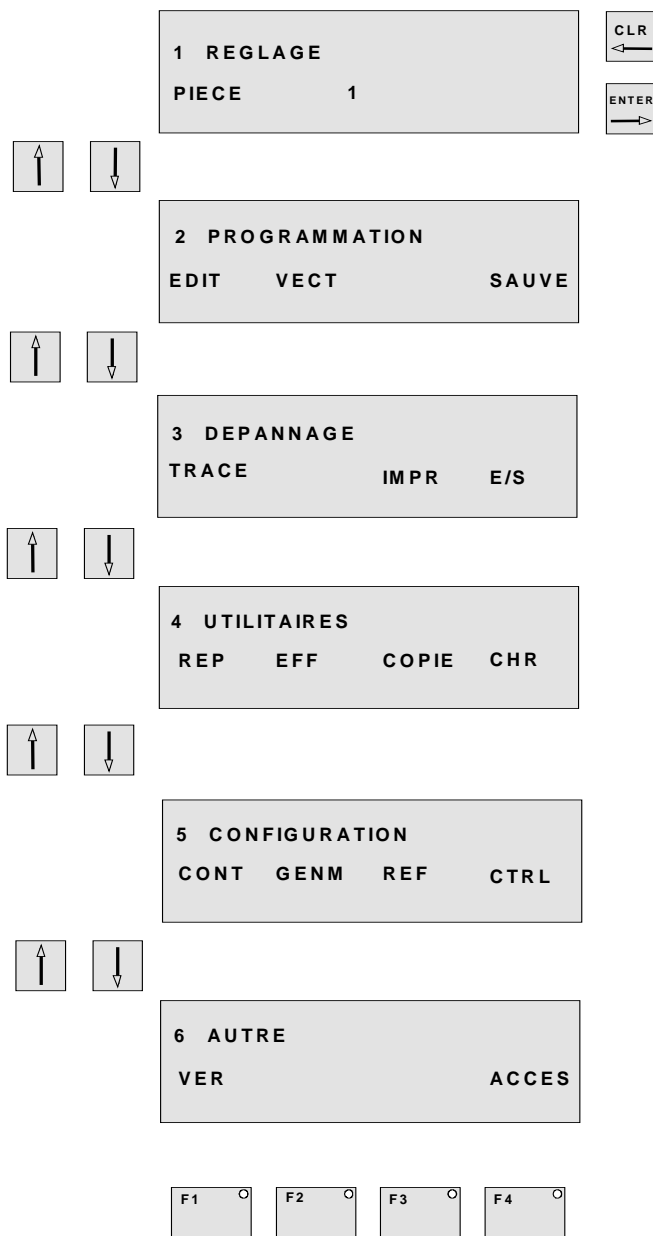 1 REGLAGE
PIECE 1
CLR
ENTER
2 PROGRAMMATION
EDIT VECT SAUVE
3 DEPANNAGE
TRACE IMPR E/S
4 UTILITAIRES
REP EFF COPIE CHR
5 CONFIGURATION
CONT GENM REF CTRL
6 AUTRE
VER ACCES
F1 F2 F3 F4